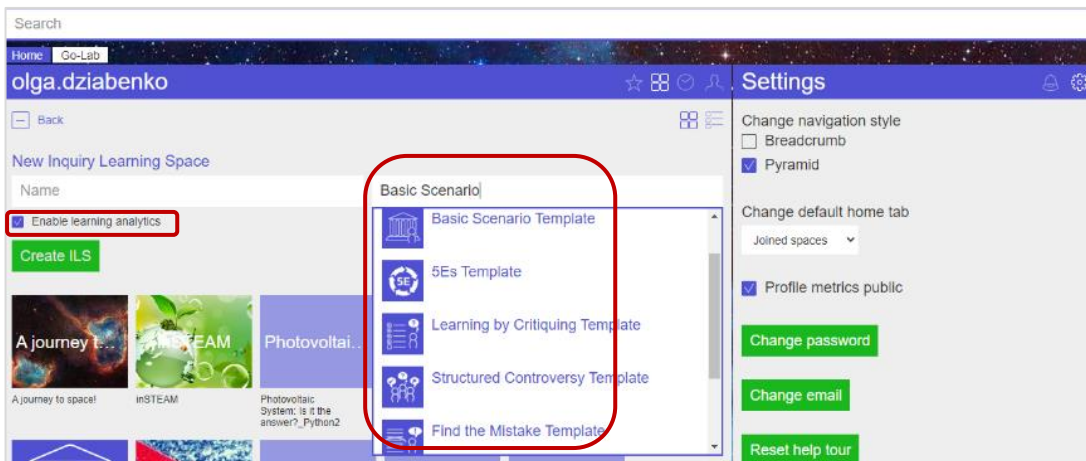 Search
Home Go-Lab
olga.dziabenko
Back
New Inquiry Learning Space
Name
Basic Scenario
Enable learning analytics
Create ILS
Basic Scenario Template
5E
5Es Template
Learning by Critiquing Template
Structured Controversy Template
Find the Mistake Template
A journey t...
inSTEAM
Photovoltai...
A journey to space!
inSTEAM
Photovoltaic
System: Is it the
answer?_Python2
Settings
Change navigation style
Breadcrumb
Pyramid
Change default home tab
Joined spaces
Profile metrics public
Change password
Change email
Reset help tour